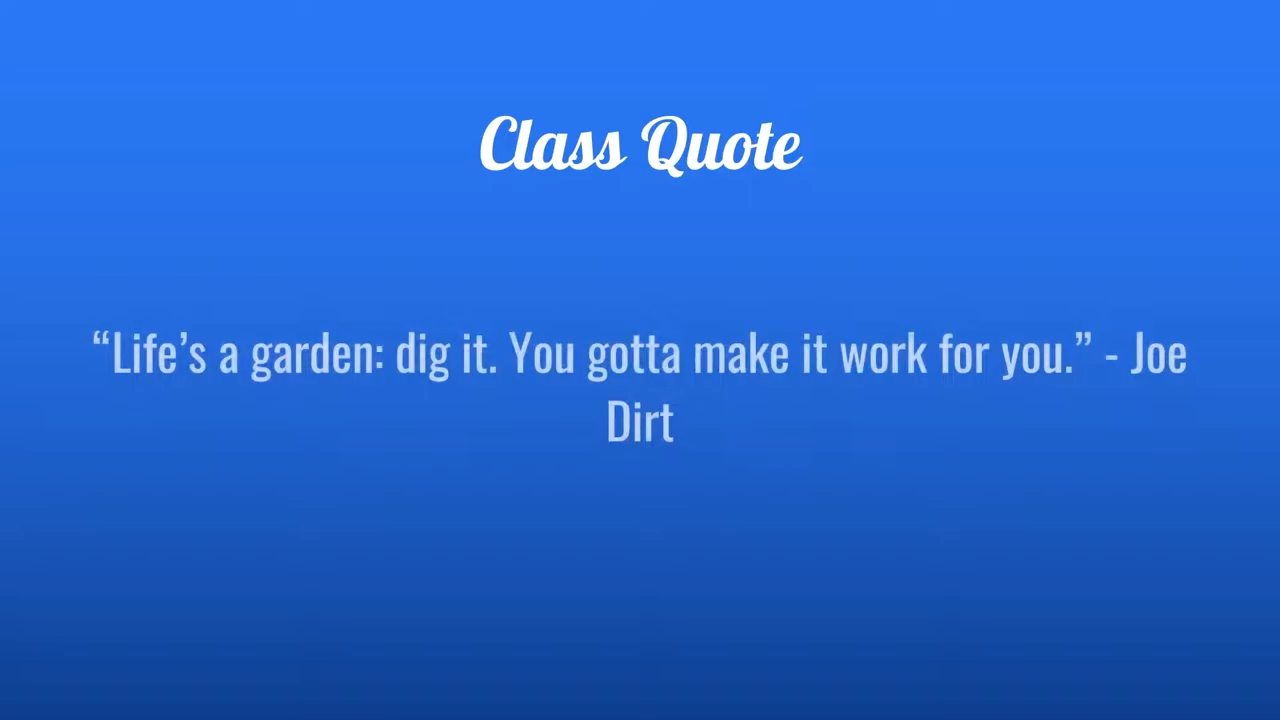 Class Quote
“Life’s a garden: dig it. You gotta make it work for you.” - Joe
Dirt